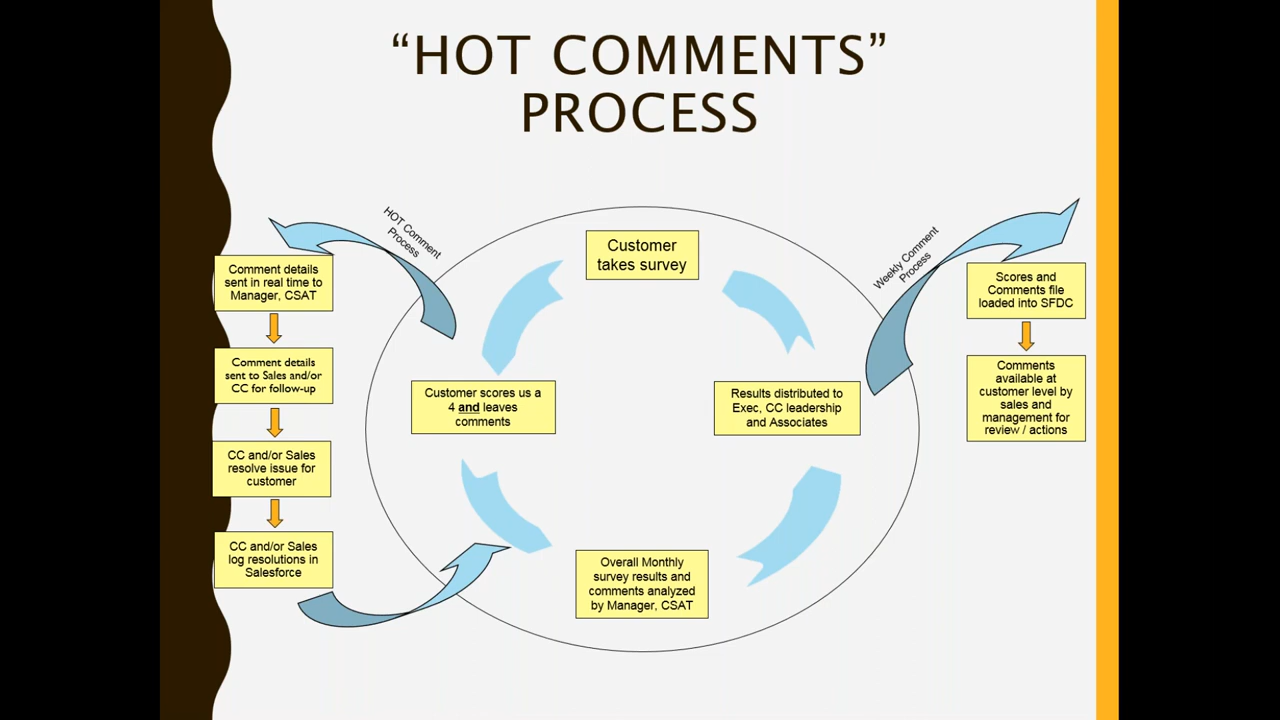 “HOT COMMENTS”
PROCESS
HOT Comment
Process
Comment details
sent in real time to
Manager, CSAT
Comment details
sent to Sales and/or
CC for follow-up
CC and/or Sales
resolve issue for
customer
CC and/or Sales
log resolutions in
Salesforce
Customer
takes survey
Customer scores us a
4 and leaves
comments
Results distributed to
Exec, CC leadership
and Associates
Overall Monthly
survey results and
comments analyzed
by Manager, CSAT
Weekly Comment
Process
Scores and
Comments file
loaded into SFDC
Comments
available at
customer level by
sales and
management for
review / actions